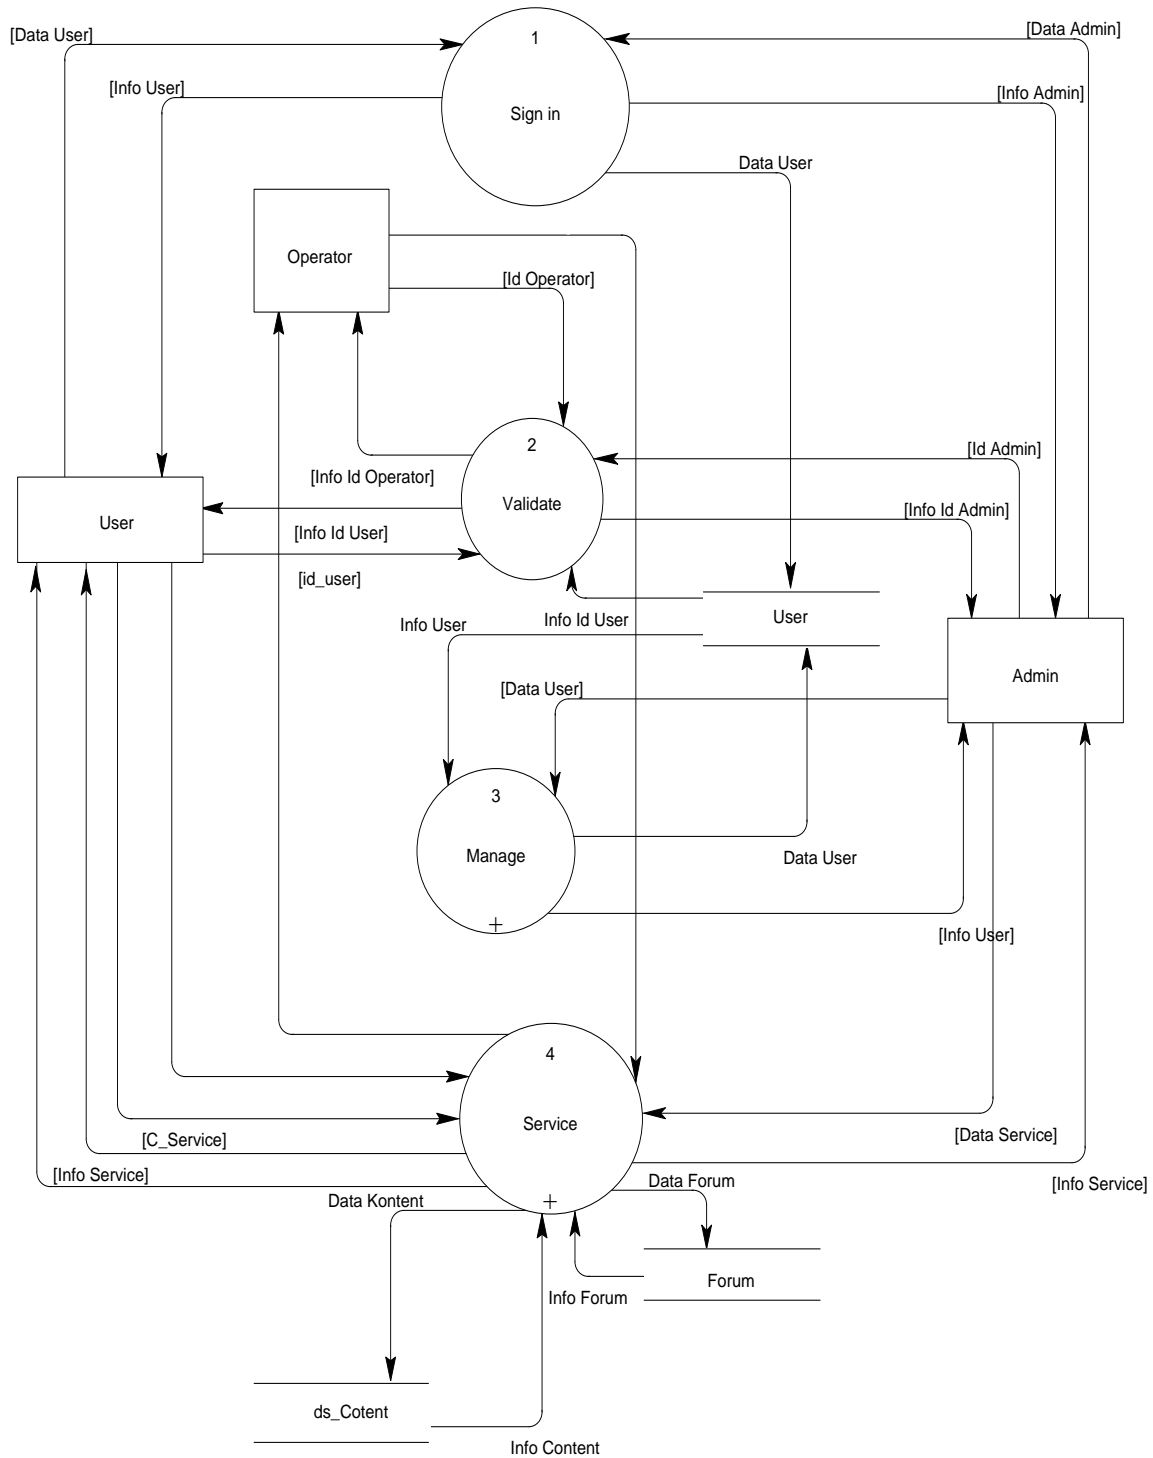 [Data User]
1
[Data Admin]
[Info User]
[Info Admin]
Sign in
Data User
Operator
[Id Operator]
2
[Id Admin]
[Info Id Operator]
Validate
[Info Id Admin]
User
[Info Id User]
[id_user]
Info User
Info Id User
User
Admin
[Data User]
3
Manage
Data User
[Info User]
4
Service
[C_Service]
[Data Service]
[Info Service]
Data Kontent
Data Forum
[Info Service]
Info Forum
Forum
ds_Cotent
Info Content